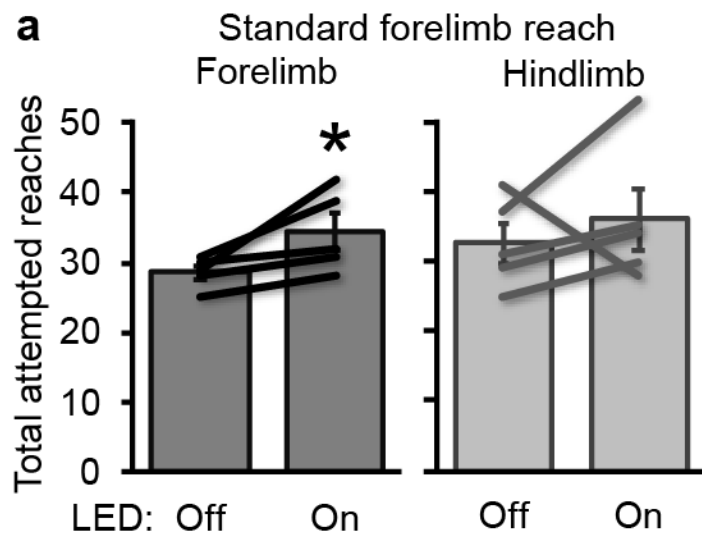 a
Standard forelimb reach
Forelimb
Hindlimb
Total attempted reaches
50
40
30
20
10
0
*
LED: Off On
Off On